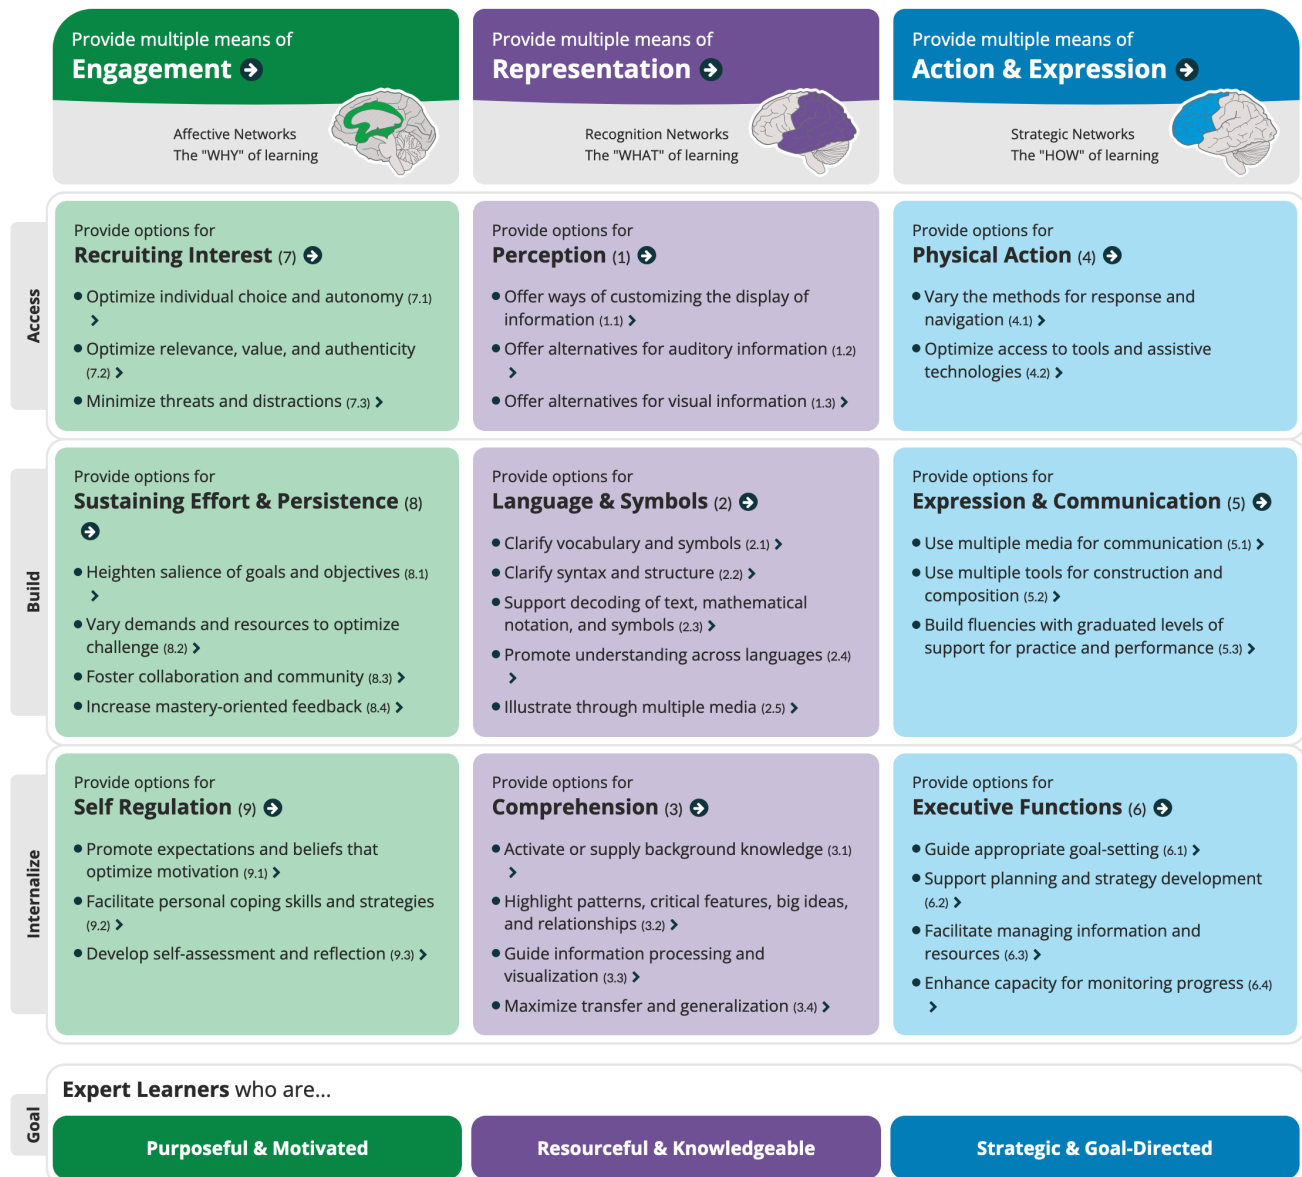 Provide multiple means of
Engagement
Affective Networks
The "WHY" of learning
Provide multiple means of
Representation
Recognition Networks
The "WHAT" of learning
Provide multiple means of
Action & Expression
Strategic Networks
The "HOW" of learning
Access
Provide options for
Recruiting Interest (7)
Optimize individual choice and autonomy (7.1)
Optimize relevance, value, and authenticity
(7.2)
Minimize threats and distractions (7.3)
Provide options for
Perception (1)
Offer ways of customizing the display of
information (1.1)
Offer alternatives for auditory information (1.2)
Offer alternatives for visual information (1.3)
Provide options for
Physical Action (4)
Vary the methods for response and
navigation (4.1)
Optimize access to tools and assistive
technologies (4.2)
Build
Provide options for
Sustaining Effort & Persistence (8)
Heighten salience of goals and objectives (8.1)
Vary demands and resources to optimize
challenge (8.2)
Foster collaboration and community (8.3)
Increase mastery-oriented feedback (8.4)
Provide options for
Language & Symbols (2)
Clarify vocabulary and symbols (2.1)
Clarify syntax and structure (2.2)
Support decoding of text, mathematical
notation, and symbols (2.3)
Promote understanding across languages (2.4)
Illustrate through multiple media (2.5)
Provide options for
Expression & Communication (5)
Use multiple media for communication (5.1)
Use multiple tools for construction and
composition (5.2)
Build fluencies with graduated levels of
support for practice and performance (5.3)
Internalize
Provide options for
Self Regulation (9)
Promote expectations and beliefs that
optimize motivation (9.1)
Facilitate personal coping skills and strategies
(9.2)
Develop self-assessment and reflection (9.3)
Provide options for
Comprehension (3)
Activate or supply background knowledge (3.1)
Highlight patterns, critical features, big ideas,
and relationships (3.2)
Guide information processing and
visualization (3.3)
Maximize transfer and generalization (3.4)
Provide options for
Executive Functions (6)
Guide appropriate goal-setting (6.1)
Support planning and strategy development
(6.2)
Facilitate managing information and
resources (6.3)
Enhance capacity for monitoring progress (6.4)
Goal
Expert Learners who are...
Purposeful & Motivated
Resourceful & Knowledgeable
Strategic & Goal-Directed